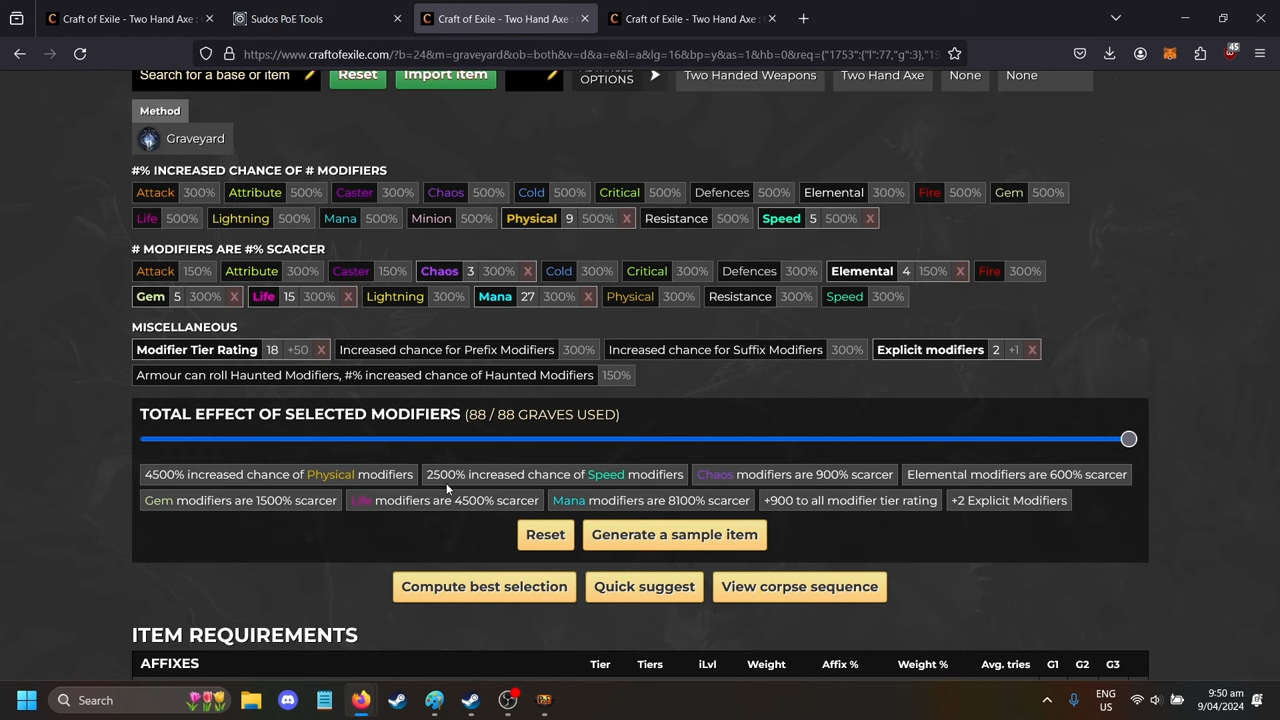 Craft of Exile - Two Hand Axe :
Sudos PoE Tools
Craft of Exile - Two Hand Axe :
Craft of Exile - Two Hand Axe :
https://www.craftofexile.com/?b=24&m=graveyard&ob=both&v=d&a=e&l=a&lg=16&bp=y&as=1&hb=0&req={"1753":{"l":77,"g":3},"19
45
Search for a base or item
Reset
Import item
OPTIONS
Two Handed Weapons
Two Hand Axe
None
None
Method
Graveyard
#% INCREASED CHANCE OF # MODIFIERS
Attack 300% Attribute 500% Caster 300% Chaos 500% Cold 500% Critical 500% Defences 500% Elemental 300% Fire 500% Gem 500%
Life 500% Lightning 500% Mana 500% Minion 500% Physical 9 500% X Resistance 500% Speed 5 500% X
# MODIFIERS ARE #% SCARCER
Attack 150% Attribute 300% Caster 150% Chaos 3 300% X Cold 300% Critical 300% Defences 300% Elemental 4 150% X Fire 300%
Gem 5 300% X Life 15 300% X Lightning 300% Mana 27 300% X Physical 300% Resistance 300% Speed 300%
MISCELLANEOUS
Modifier Tier Rating 18 +50 X Increased chance for Prefix Modifiers 300% Increased chance for Suffix Modifiers 300% Explicit modifiers 2 +1 X
Armour can roll Haunted Modifiers, #% increased chance of Haunted Modifiers 150%
TOTAL EFFECT OF SELECTED MODIFIERS (88 / 88 GRAVES USED)
4500% increased chance of Physical modifiers 2500% increased chance of Speed modifiers Chaos modifiers are 900% scarcer Elemental modifiers are 600% scarcer
Gem modifiers are 1500% scarcer Life modifiers are 4500% scarcer Mana modifiers are 8100% scarcer +900 to all modifier tier rating +2 Explicit Modifiers
Reset Generate a sample item
Compute best selection Quick suggest View corpse sequence
ITEM REQUIREMENTS
AFFIXES Tier Tiers iLvl Weight Affix % Weight % Avg. tries G1 G2 G3
Search
ENG
US
9:50 am
9/04/2024